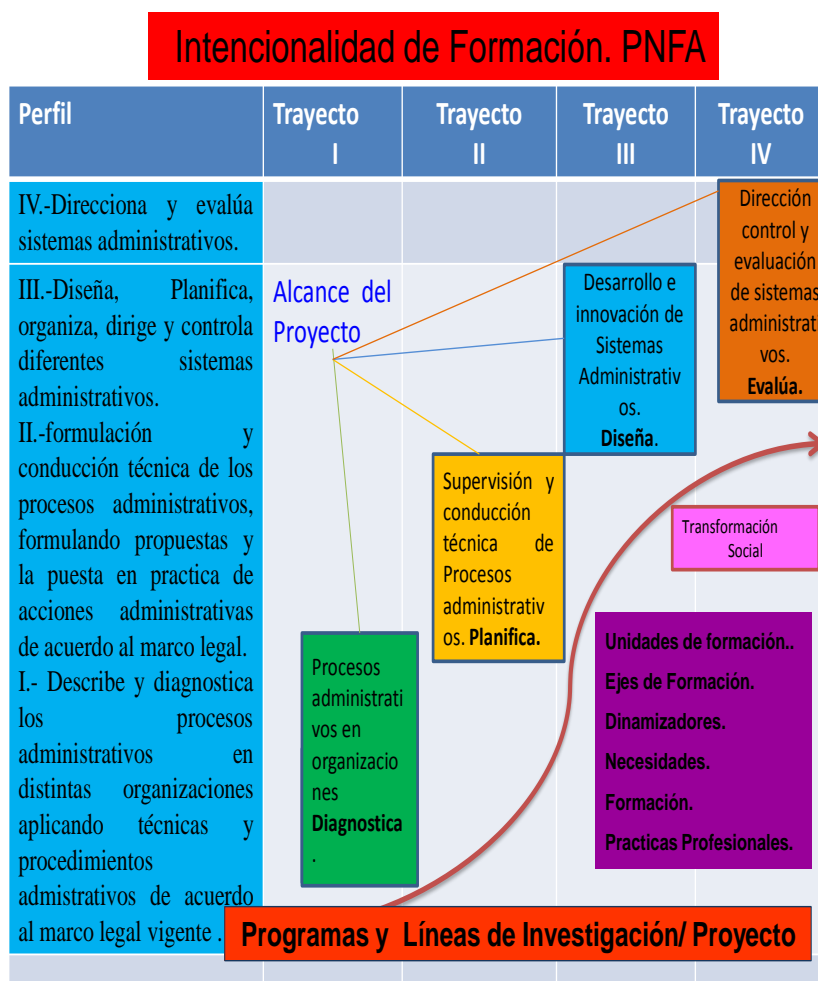 Intencionalidad de Formación. PNFA
Perfil
Trayecto
I
Trayecto
II
Trayecto
III
Trayecto
IV
IV.-Direcciona y evalúa
sistemas administrativos.
III.-Diseña, Planifica,
organiza, dirige y controla
diferentes sistemas
administrativos.
II.-formulación y
conducción técnica de los
procesos administrativos,
formulando propuestas y
la puesta en practica de
acciones administrativas
de acuerdo al marco legal.
I.- Describe y diagnostica
los procesos
administrativos en
distintas organizaciones
aplicando técnicas y
procedimientos
admistrativos de acuerdo
al marco legal vigente .
Alcance del
Proyecto
Procesos
administrati
vos en
organizacio
nes
Diagnostica
.
Supervisión y
conducción
técnica de
Procesos
administrativ
os. Planifica.
Desarrollo e
innovación de
Sistemas
Administrativ
os.
Diseña.
Dirección
control y
evaluación
de sistemas
administrati
vos.
Evalúa.
Transformación
Social
Unidades de formación..
Ejes de Formación.
Dinamizadores.
Necesidades.
Formación.
Practicas Profesionales.
Programas y Líneas de Investigación/ Proyecto